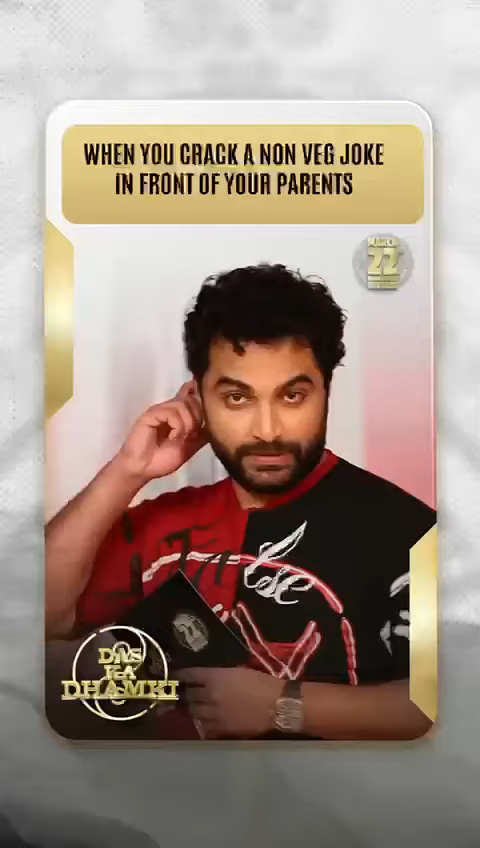 WHEN YOU CRACK A NON VEG JOKE
IN FRONT OF YOUR PARENTS
22
DAS
KA
DHAMKI